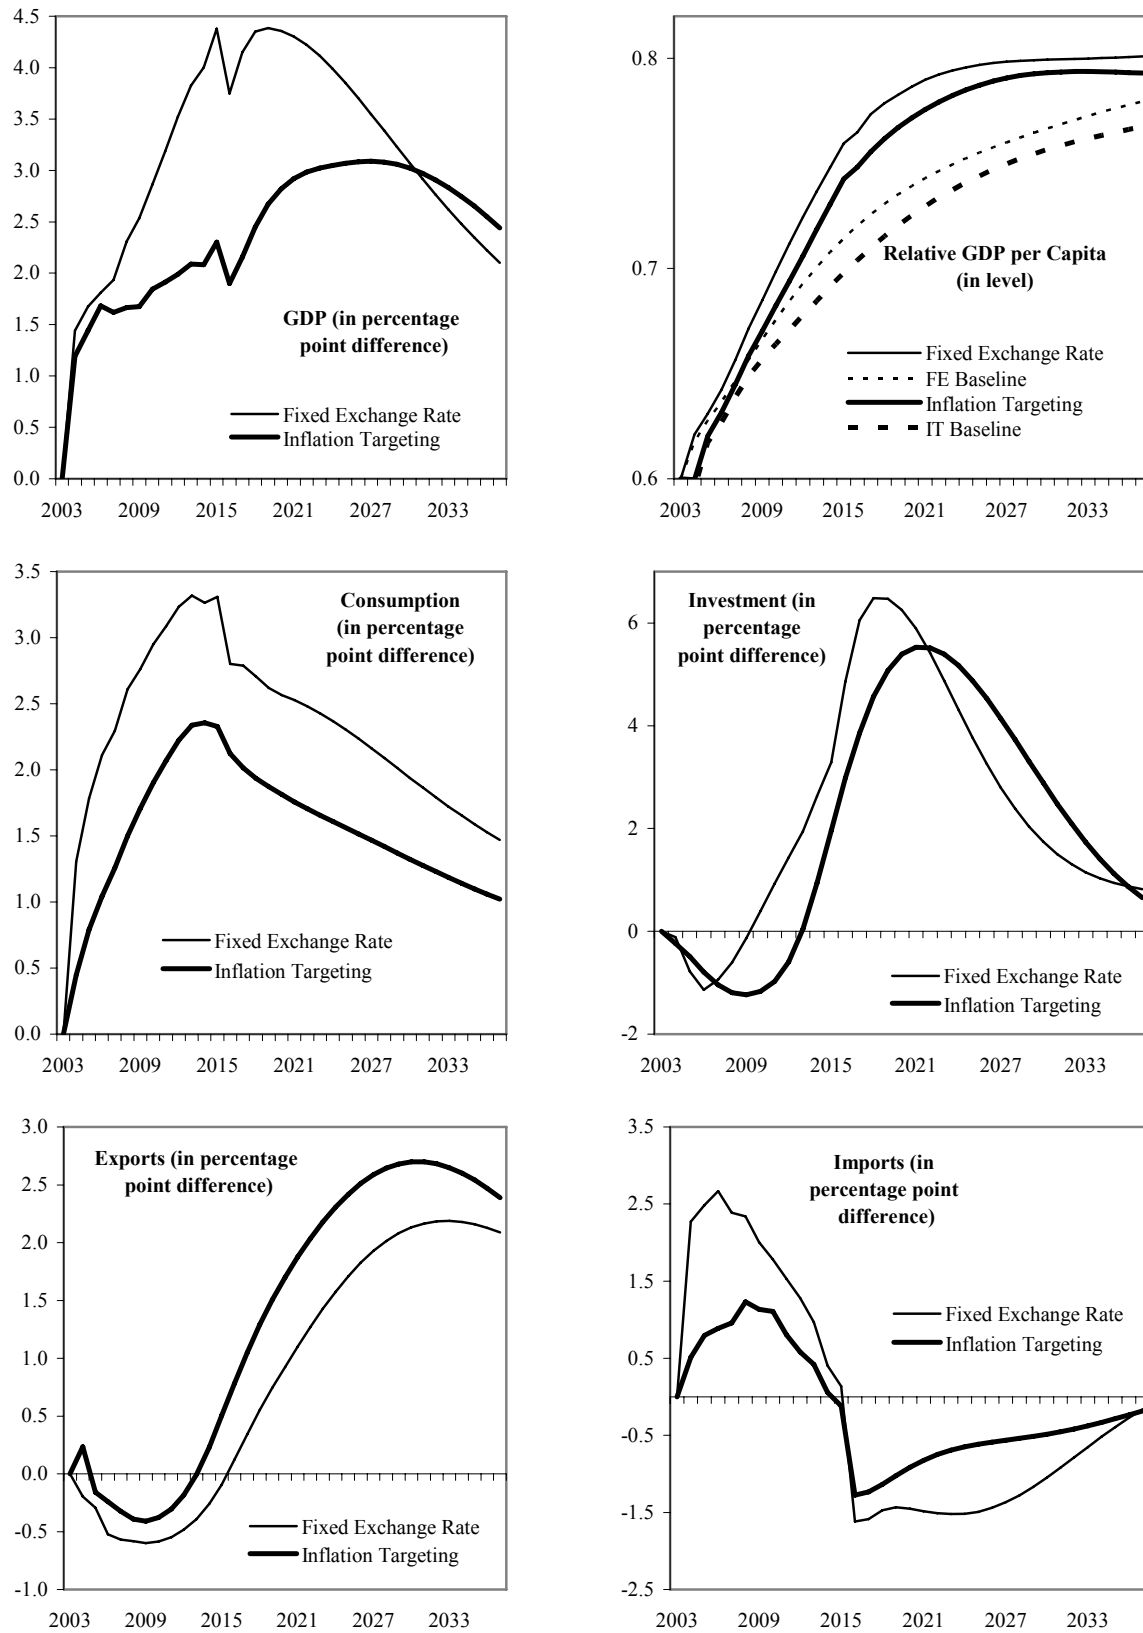 4.5
4.0
3.5
3.0
2.5
2.0
1.5
1.0
0.5
0.0
GDP (in percentage
point difference)
Fixed Exchange Rate
Inflation Targeting
2003 2009 2015 2021 2027 2033
0.8
0.7
0.6
Relative GDP per Capita
(in level)
Fixed Exchange Rate
FE Baseline
Inflation Targeting
IT Baseline
2003 2009 2015 2021 2027 2033
3.5
3.0
2.5
2.0
1.5
1.0
0.5
0.0
Consumption
(in percentage
point difference)
Fixed Exchange Rate
Inflation Targeting
2003 2009 2015 2021 2027 2033
6
4
2
0
-2
Investment (in
percentage
point difference)
Fixed Exchange Rate
Inflation Targeting
2003 2009 2015 2021 2027 2033
3.0
2.5
2.0
1.5
1.0
0.5
0.0
-0.5
-1.0
Exports (in percentage
point difference)
Fixed Exchange Rate
Inflation Targeting
2003 2009 2015 2021 2027 2033
3.5
2.5
1.5
0.5
-0.5
-1.5
-2.5
Imports (in
percentage point
difference)
Fixed Exchange Rate
Inflation Targeting
2003 2009 2015 2021 2027 2033